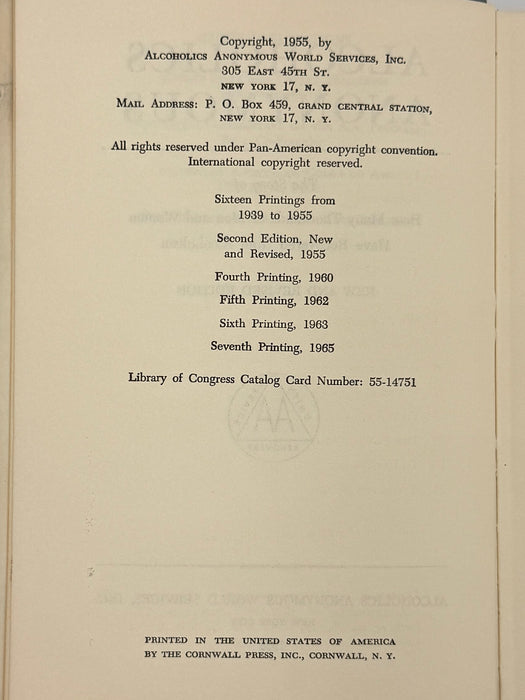 Copyright, 1955, by
Alcoholics Anonymous World Services, Inc.
305 East 45th St.
new york 17, n. y.
Mail Address: P. O. Box 459, grand central station,
new york 17, n. y.
All rights reserved under Pan-American copyright convention.
International copyright reserved.
Sixteen Printings from
1939 to 1955
Second Edition, New
and Revised, 1955
Fourth Printing, 1960
Fifth Printing, 1962
Sixth Printing, 1963
Seventh Printing, 1965
Library of Congress Catalog Card Number: 55-14751
PRINTED IN THE UNITED STATES OF AMERICA
BY THE CORNWALL PRESS, INC., CORNWALL, N. Y.